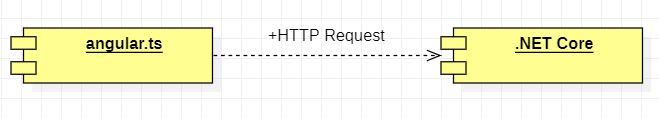 +HTTP Request
angular.ts
.NET Core